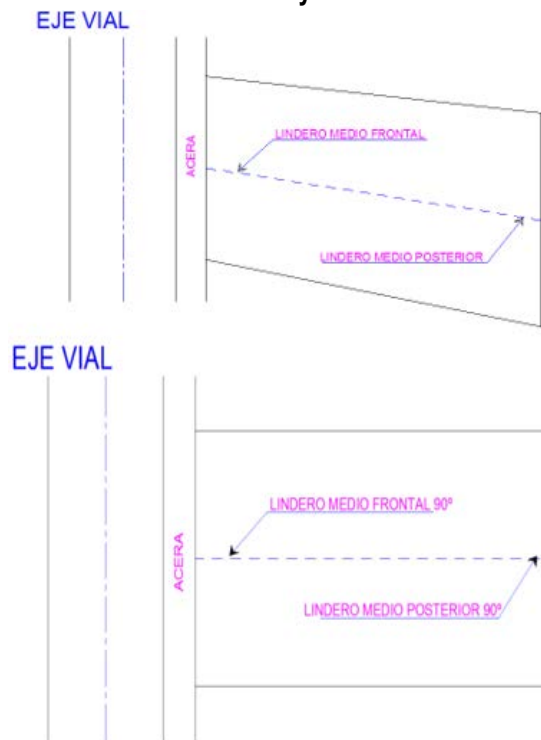 EJE VIAL
LINDERO MEDIO FRONTAL
ACERA
LINDERO MEDIO POSTERIOR
EJE VIAL
LINDERO MEDIO FRONTAL 90º
ACERA
LINDERO MEDIO POSTERIOR 90º